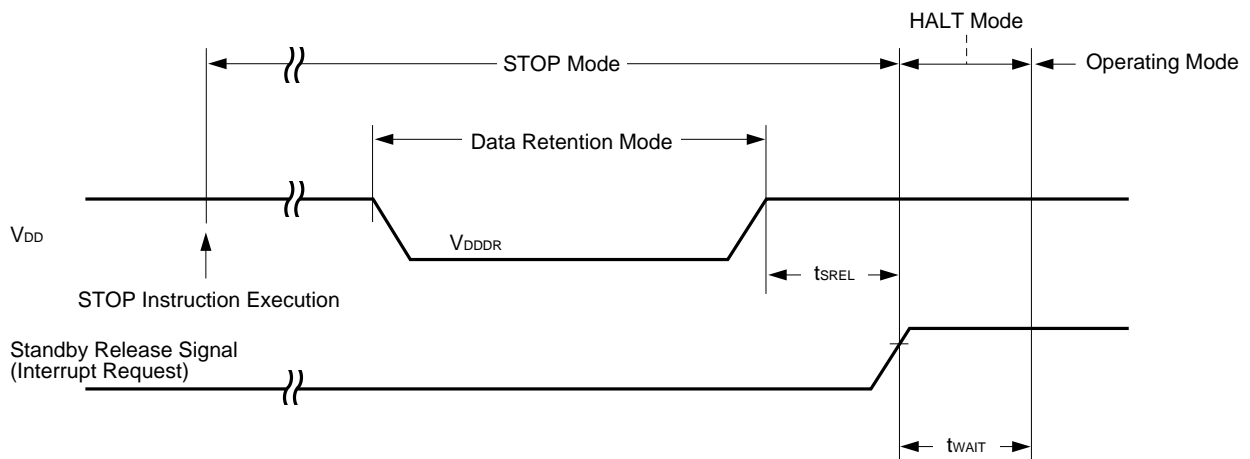 HALT Mode
STOP Mode
Operating Mode
Data Retention Mode
VDD
VDDDR
tSREL
STOP Instruction Execution
Standby Release Signal
(Interrupt Request)
tWAIT